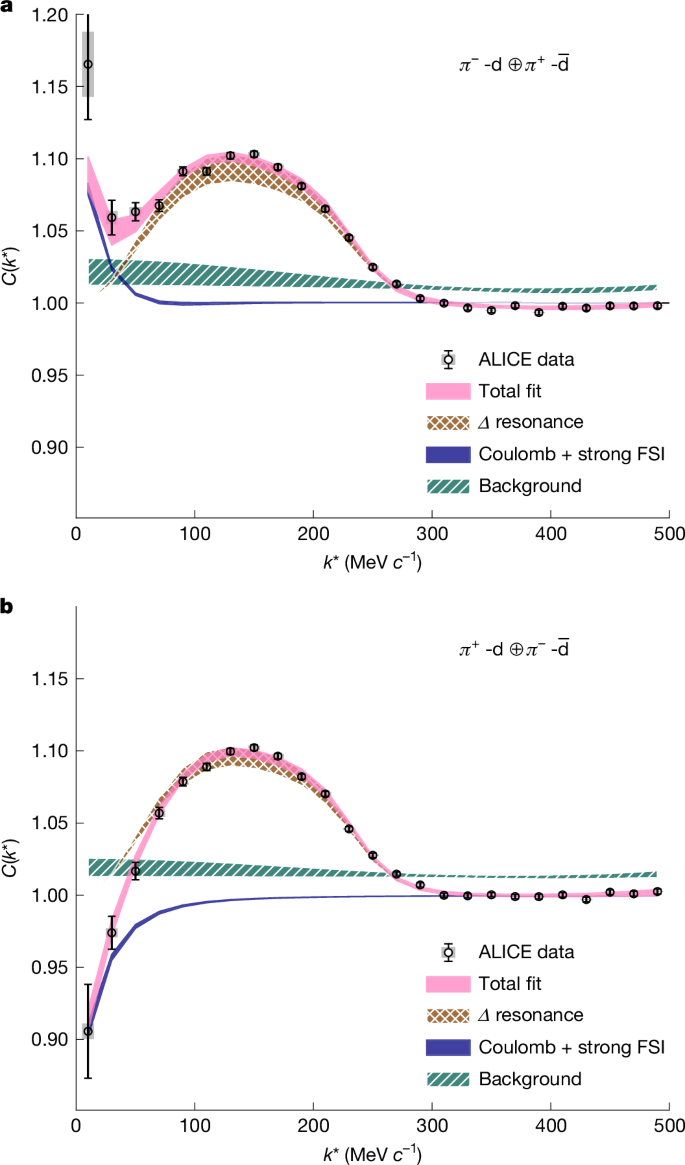 a
1.20
π⁻ -d ⊕ π⁺ -d̅
1.15
1.10
1.05
C(k*)
1.00
ALICE data
0.95
Total fit
Δ resonance
0.90
Coulomb + strong FSI
Background
0 100 200 300 400 500
k* (MeV c⁻¹)
b
π⁺ -d ⊕ π⁻ -d̅
1.15
1.10
1.05
C(k*)
1.00
ALICE data
0.95
Total fit
Δ resonance
0.90
Coulomb + strong FSI
Background
0 100 200 300 400 500
k* (MeV c⁻¹)